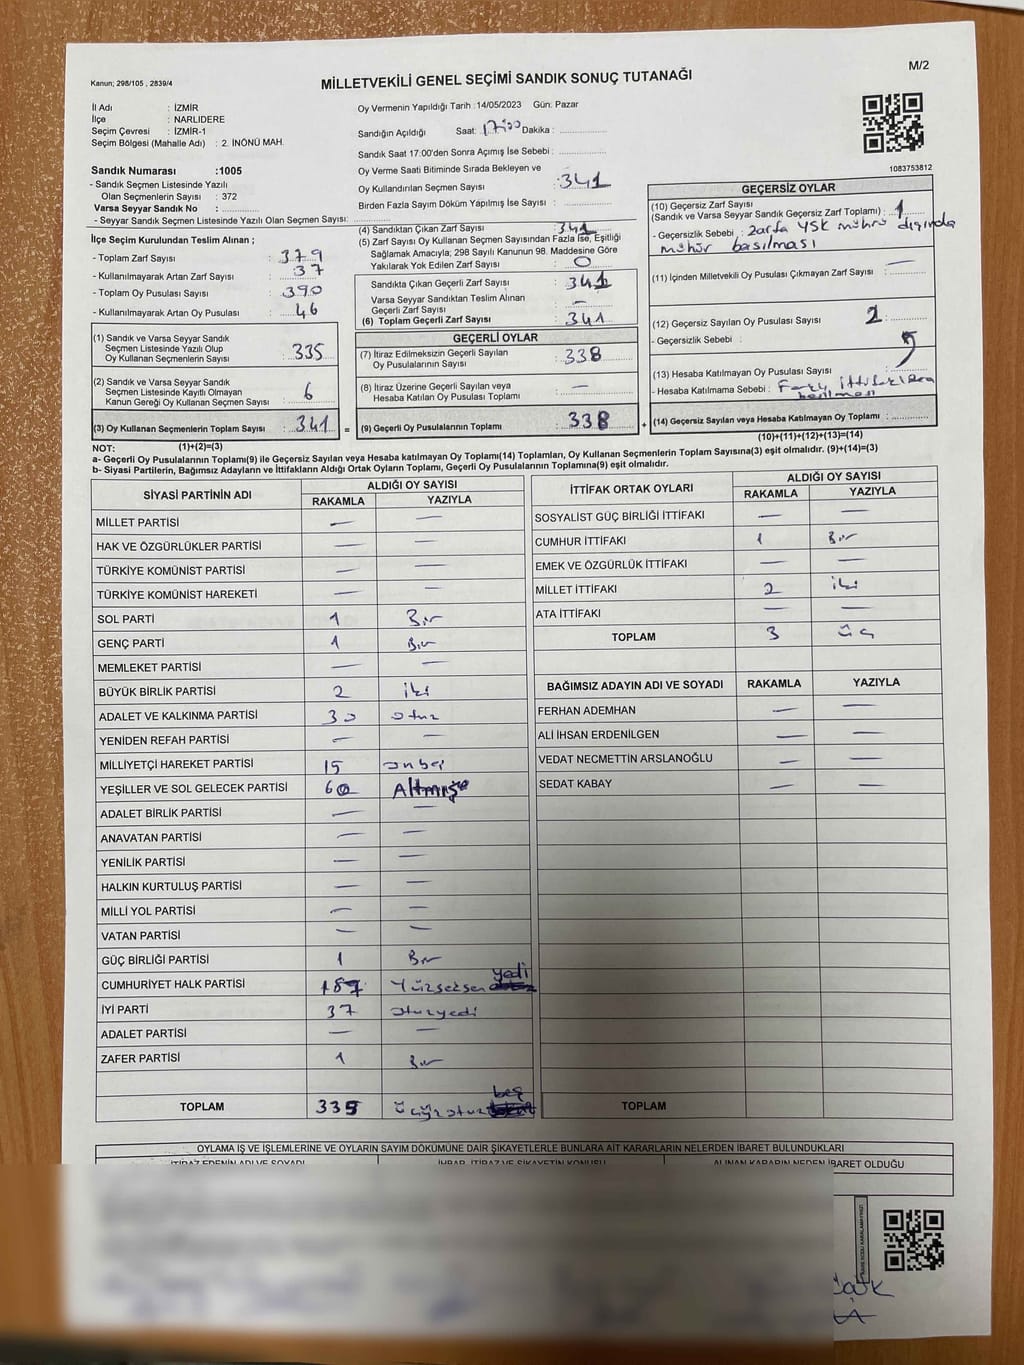 M/2
Kanun; 298/105 , 2839/4
MİLLETVEKİLİ GENEL SEÇİMİ SANDIK SONUÇ TUTANAĞI
İl Adı : İZMİR
İlçe : NARLIDERE
Seçim Çevresi : İZMİR-1
Seçim Bölgesi (Mahalle Adı) : 2. İNÖNÜ MAH.
Oy Vermenin Yapıldığı Tarih : 14/05/2023 Gün: Pazar
Sandığın Açıldığı Saat: 17:00 Dakika : ..............
Sandık Saat 17:00'den Sonra Açımış İse Sebebi : ..............
Oy Verme Saati Bitiminde Sırada Bekleyen ve
Oy Kullandırılan Seçmen Sayısı : 341
Birden Fazla Sayım Döküm Yapılmış İse Sayısı : ..............
1083753812
Sandık Numarası :1005
- Sandık Seçmen Listesinde Yazılı
Olan Seçmenlerin Sayısı : 372
Varsa Seyyar Sandık No : ..............
- Seyyar Sandık Seçmen Listesinde Yazılı Olan Seçmen Sayısı: ..............
İlçe Seçim Kurulundan Teslim Alınan ;
- Toplam Zarf Sayısı : 379
- Kullanılmayarak Artan Zarf Sayısı : 37
- Toplam Oy Pusulası Sayısı : 390
- Kullanılmayarak Artan Oy Pusulası : 46
(4) Sandıktan Çıkan Zarf Sayısı : 341
(5) Zarf Sayısı Oy Kullanan Seçmen Sayısından Fazla İse, Eşitliği
Sağlamak Amacıyla; 298 Sayılı Kanunun 98. Maddesine Göre
Yakılarak Yok Edilen Zarf Sayısı : 0
Sandıkta Çıkan Geçerli Zarf Sayısı : 341
Varsa Seyyar Sandıktan Teslim Alınan
Geçerli Zarf Sayısı : —
(6) Toplam Geçerli Zarf Sayısı : 341
GEÇERSİZ OYLAR
(10) Geçersiz Zarf Sayısı
(Sandık ve Varsa Seyyar Sandık Geçersiz Zarf Toplamı) : 1
- Geçersizlik Sebebi : Zarfa YSK mührü dışında
mühür basılması
(11) İçinden Milletvekili Oy Pusulası Çıkmayan Zarf Sayısı : —
(12) Geçersiz Sayılan Oy Pusulası Sayısı : 2
- Geçersizlik Sebebi :
(13) Hesaba Katılmayan Oy Pusulası Sayısı :
- Hesaba Katılmama Sebebi : Farklı ittifaklara
basılması
(14) Geçersiz Sayılan veya Hesaba Katılmayan Oy Toplamı : ..............
(10)+(11)+(12)+(13)=(14)
(1) Sandık ve Varsa Seyyar Sandık
Seçmen Listesinde Yazılı Olup
Oy Kullanan Seçmenlerin Sayısı : 335
(2) Sandık ve Varsa Seyyar Sandık
Seçmen Listesinde Kayıtlı Olmayan
Kanun Gereği Oy Kullanan Seçmen Sayısı : 6
(3) Oy Kullanan Seçmenlerin Toplam Sayısı : 341 =
GEÇERLİ OYLAR
(7) İtiraz Edilmeksizin Geçerli Sayılan
Oy Pusulalarının Sayısı : 338
(8) İtiraz Üzerine Geçerli Sayılan veya
Hesaba Katılan Oy Pusulası Toplamı : —
(9) Geçerli Oy Pusulalarının Toplamı : 338 +
NOT: (1)+(2)=(3)
a- Geçerli Oy Pusulalarının Toplamı(9) ile Geçersiz Sayılan veya Hesaba katılmayan Oy Toplamı(14) Toplamları, Oy Kullanan Seçmenlerin Toplam Sayısına(3) eşit olmalıdır. (9)+(14)=(3)
b- Siyasi Partilerin, Bağımsız Adayların ve İttifakların Aldığı Ortak Oyların Toplamı, Geçerli Oy Pusulalarının Toplamına(9) eşit olmalıdır.
SİYASİ PARTİNİN ADI ALDIĞI OY SAYISI
RAKAMLA YAZIYLA
MİLLET PARTİSİ — —
HAK VE ÖZGÜRLÜKLER PARTİSİ — —
TÜRKİYE KOMÜNİST PARTİSİ — —
TÜRKİYE KOMÜNİST HAREKETİ — —
SOL PARTİ 1 Bir
GENÇ PARTİ 1 Bir
MEMLEKET PARTİSİ — —
BÜYÜK BİRLİK PARTİSİ 2 iki
ADALET VE KALKINMA PARTİSİ 30 otuz
YENİDEN REFAH PARTİSİ — —
MİLLİYETÇİ HAREKET PARTİSİ 15 onbeş
YEŞİLLER VE SOL GELECEK PARTİSİ 60 Altmış
ADALET BİRLİK PARTİSİ — —
ANAVATAN PARTİSİ — —
YENİLİK PARTİSİ — —
HALKIN KURTULUŞ PARTİSİ — —
MİLLİ YOL PARTİSİ — —
VATAN PARTİSİ — —
GÜÇ BİRLİĞİ PARTİSİ 1 Bir
CUMHURİYET HALK PARTİSİ 187 Yüzseksen yedi
İYİ PARTİ 37 otuzyedi
ADALET PARTİSİ — —
ZAFER PARTİSİ 1 Bir
TOPLAM 335 üçyüzotuz beş
İTTİFAK ORTAK OYLARI ALDIĞI OY SAYISI
RAKAMLA YAZIYLA
SOSYALİST GÜÇ BİRLİĞİ İTTİFAKI — —
CUMHUR İTTİFAKI 1 Bir
EMEK VE ÖZGÜRLÜK İTTİFAKI — —
MİLLET İTTİFAKI 2 iki
ATA İTTİFAKI — —
TOPLAM 3 üç
BAĞIMSIZ ADAYIN ADI VE SOYADI RAKAMLA YAZIYLA
FERHAN ADEMHAN — —
ALİ İHSAN ERDENİLGEN — —
VEDAT NECMETTİN ARSLANOĞLU — —
SEDAT KABAY — —
TOPLAM
OYLAMA İŞ VE İŞLEMLERİNE VE OYLARIN SAYIM DÖKÜMÜNE DAİR ŞİKAYETLERLE BUNLARA AİT KARARLARIN NELERDEN İBARET BULUNDUKLARI
İTİRAZ EDENİN ADI VE SOYADI İHBAR, İTİRAZ VE ŞİKAYETİN KONUSU ALINAN KARARIN NEDEN İBARET OLDUĞU